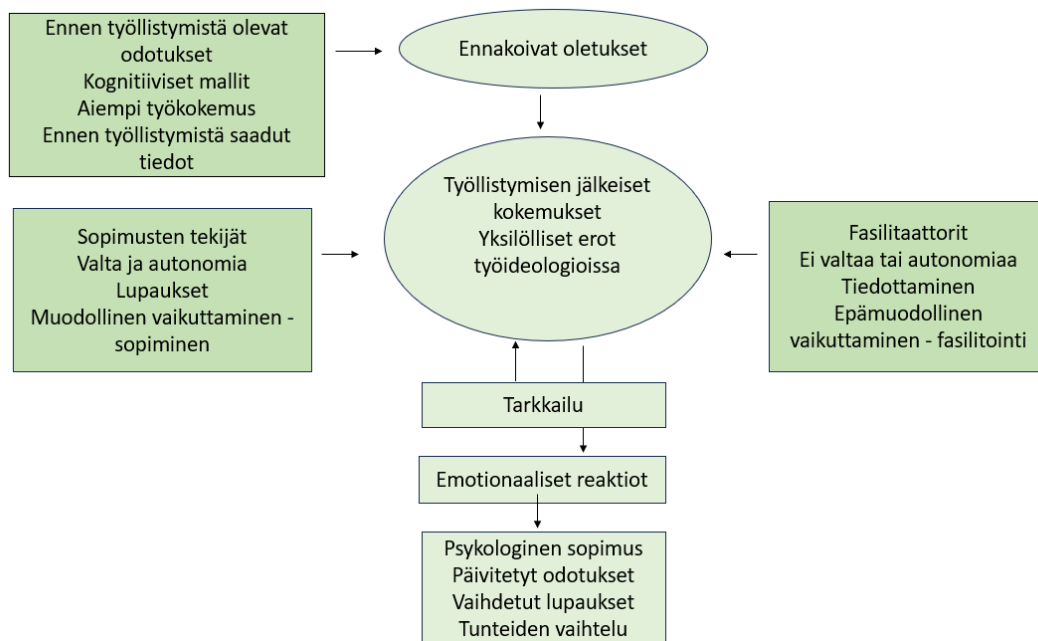 Ennen työllistymistä olevat
odotukset
Kognitiiviset mallit
Aiempi työkokemus
Ennen työllistymistä saadut
tiedot
Ennakoivat oletukset
Työllistymisen jälkeiset
kokemukset
Yksilölliset erot
työideologioissa
Sopimusten tekijät
Valta ja autonomia
Lupaukset
Muodollinen vaikuttaminen -
sopiminen
Fasilitaattorit
Ei valtaa tai autonomiaa
Tiedottaminen
Epämuodollinen
vaikuttaminen - fasilitointi
Tarkkailu
Emotionaaliset reaktiot
Psykologinen sopimus
Päivitetyt odotukset
Vaihdetut lupaukset
Tunteiden vaihtelu